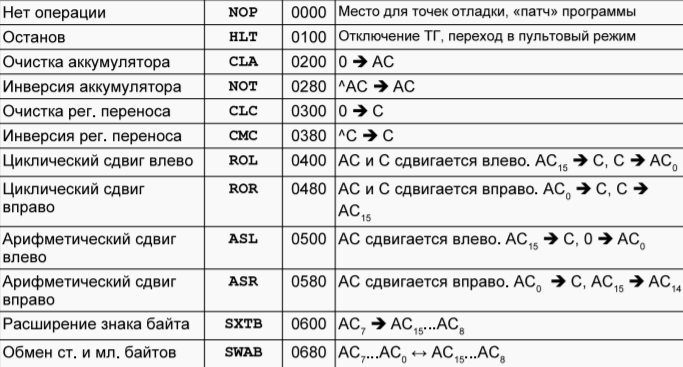 Нет операции NOP 0000 Место для точек отладки, «патч» программы
Останов HLT 0100 Отключение ТГ, переход в пультовый режим
Очистка аккумулятора CLA 0200 0 ➔ AC
Инверсия аккумулятора NOT 0280 ^AC ➔ AC
Очистка рег. переноса CLC 0300 0 ➔ C
Инверсия рег. переноса CMC 0380 ^C ➔ C
Циклический сдвиг влево ROL 0400 AC и C сдвигается влево. AC15 ➔ C, C ➔ AC0
Циклический сдвиг ROR 0480 AC и C сдвигается вправо. AC0 ➔ C, C ➔
вправо AC15
Арифметический сдвиг ASL 0500 AC сдвигается влево. AC15 ➔ C, 0 ➔ AC0
влево
Арифметический сдвиг ASR 0580 AC сдвигается вправо. AC0 ➔ C, AC15 ➔ AC14
вправо
Расширение знака байта SXTB 0600 AC7 ➔ AC15...AC8
Обмен ст. и мл. байтов SWAB 0680 AC7...AC0 ↔ AC15...AC8